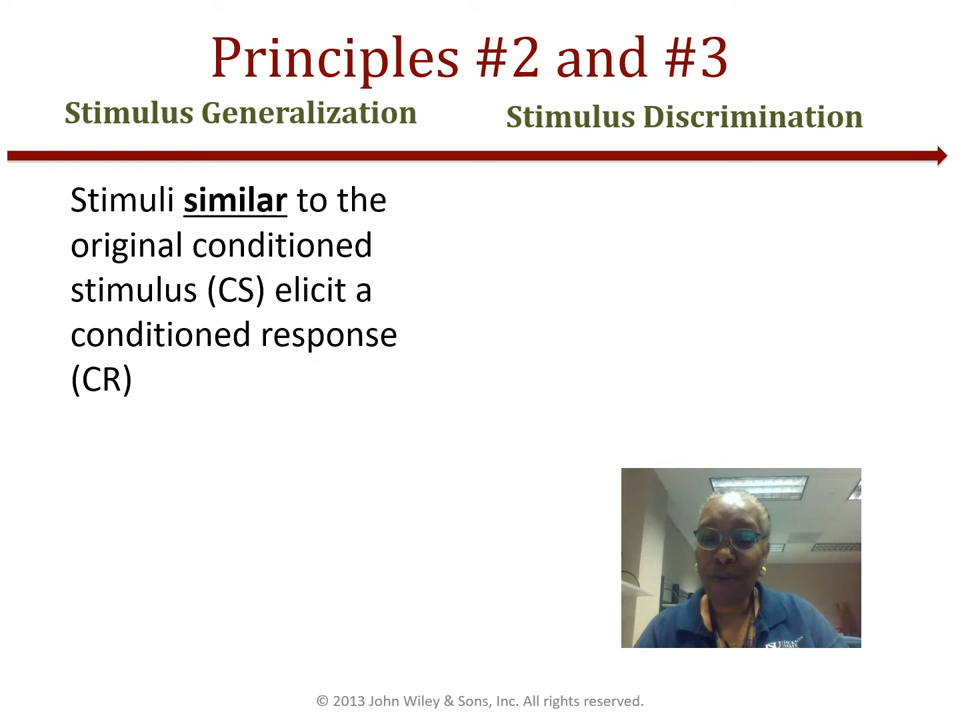 Principles #2 and #3
Stimulus Generalization
Stimulus Discrimination
Stimuli similar to the
original conditioned
stimulus (CS) elicit a
conditioned response
(CR)
© 2013 John Wiley & Sons, Inc. All rights reserved.